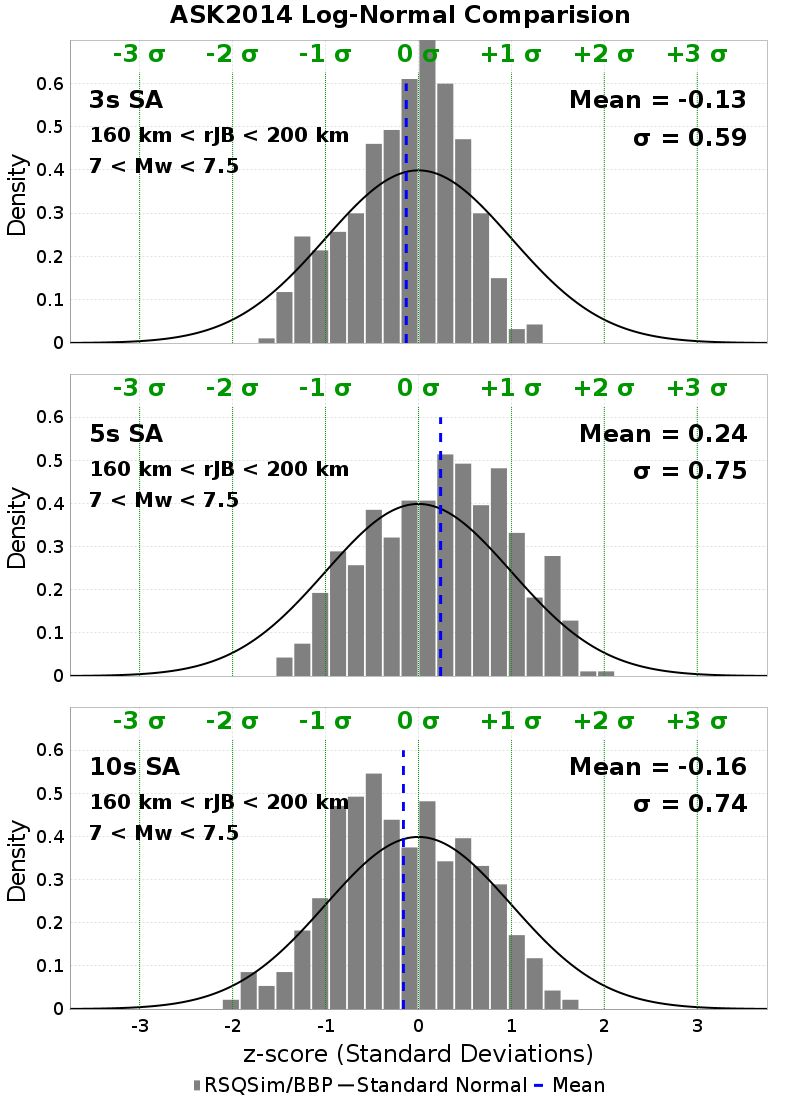 ASK2014 Log-Normal Comparision
-3 σ -2 σ -1 σ 0 σ +1 σ +2 σ +3 σ
3s SA
160 km < rJB < 200 km
7 < Mw < 7.5
Mean = -0.13
σ = 0.59
Density
0.6
0.5
0.4
0.3
0.2
0.1
0
-3 σ -2 σ -1 σ 0 σ +1 σ +2 σ +3 σ
5s SA
160 km < rJB < 200 km
7 < Mw < 7.5
Mean = 0.24
σ = 0.75
Density
0.6
0.5
0.4
0.3
0.2
0.1
0
-3 σ -2 σ -1 σ 0 σ +1 σ +2 σ +3 σ
10s SA
160 km < rJB < 200 km
7 < Mw < 7.5
Mean = -0.16
σ = 0.74
Density
0.6
0.5
0.4
0.3
0.2
0.1
0
-3 -2 -1 0 1 2 3
z-score (Standard Deviations)
RSQSim/BBP Standard Normal Mean